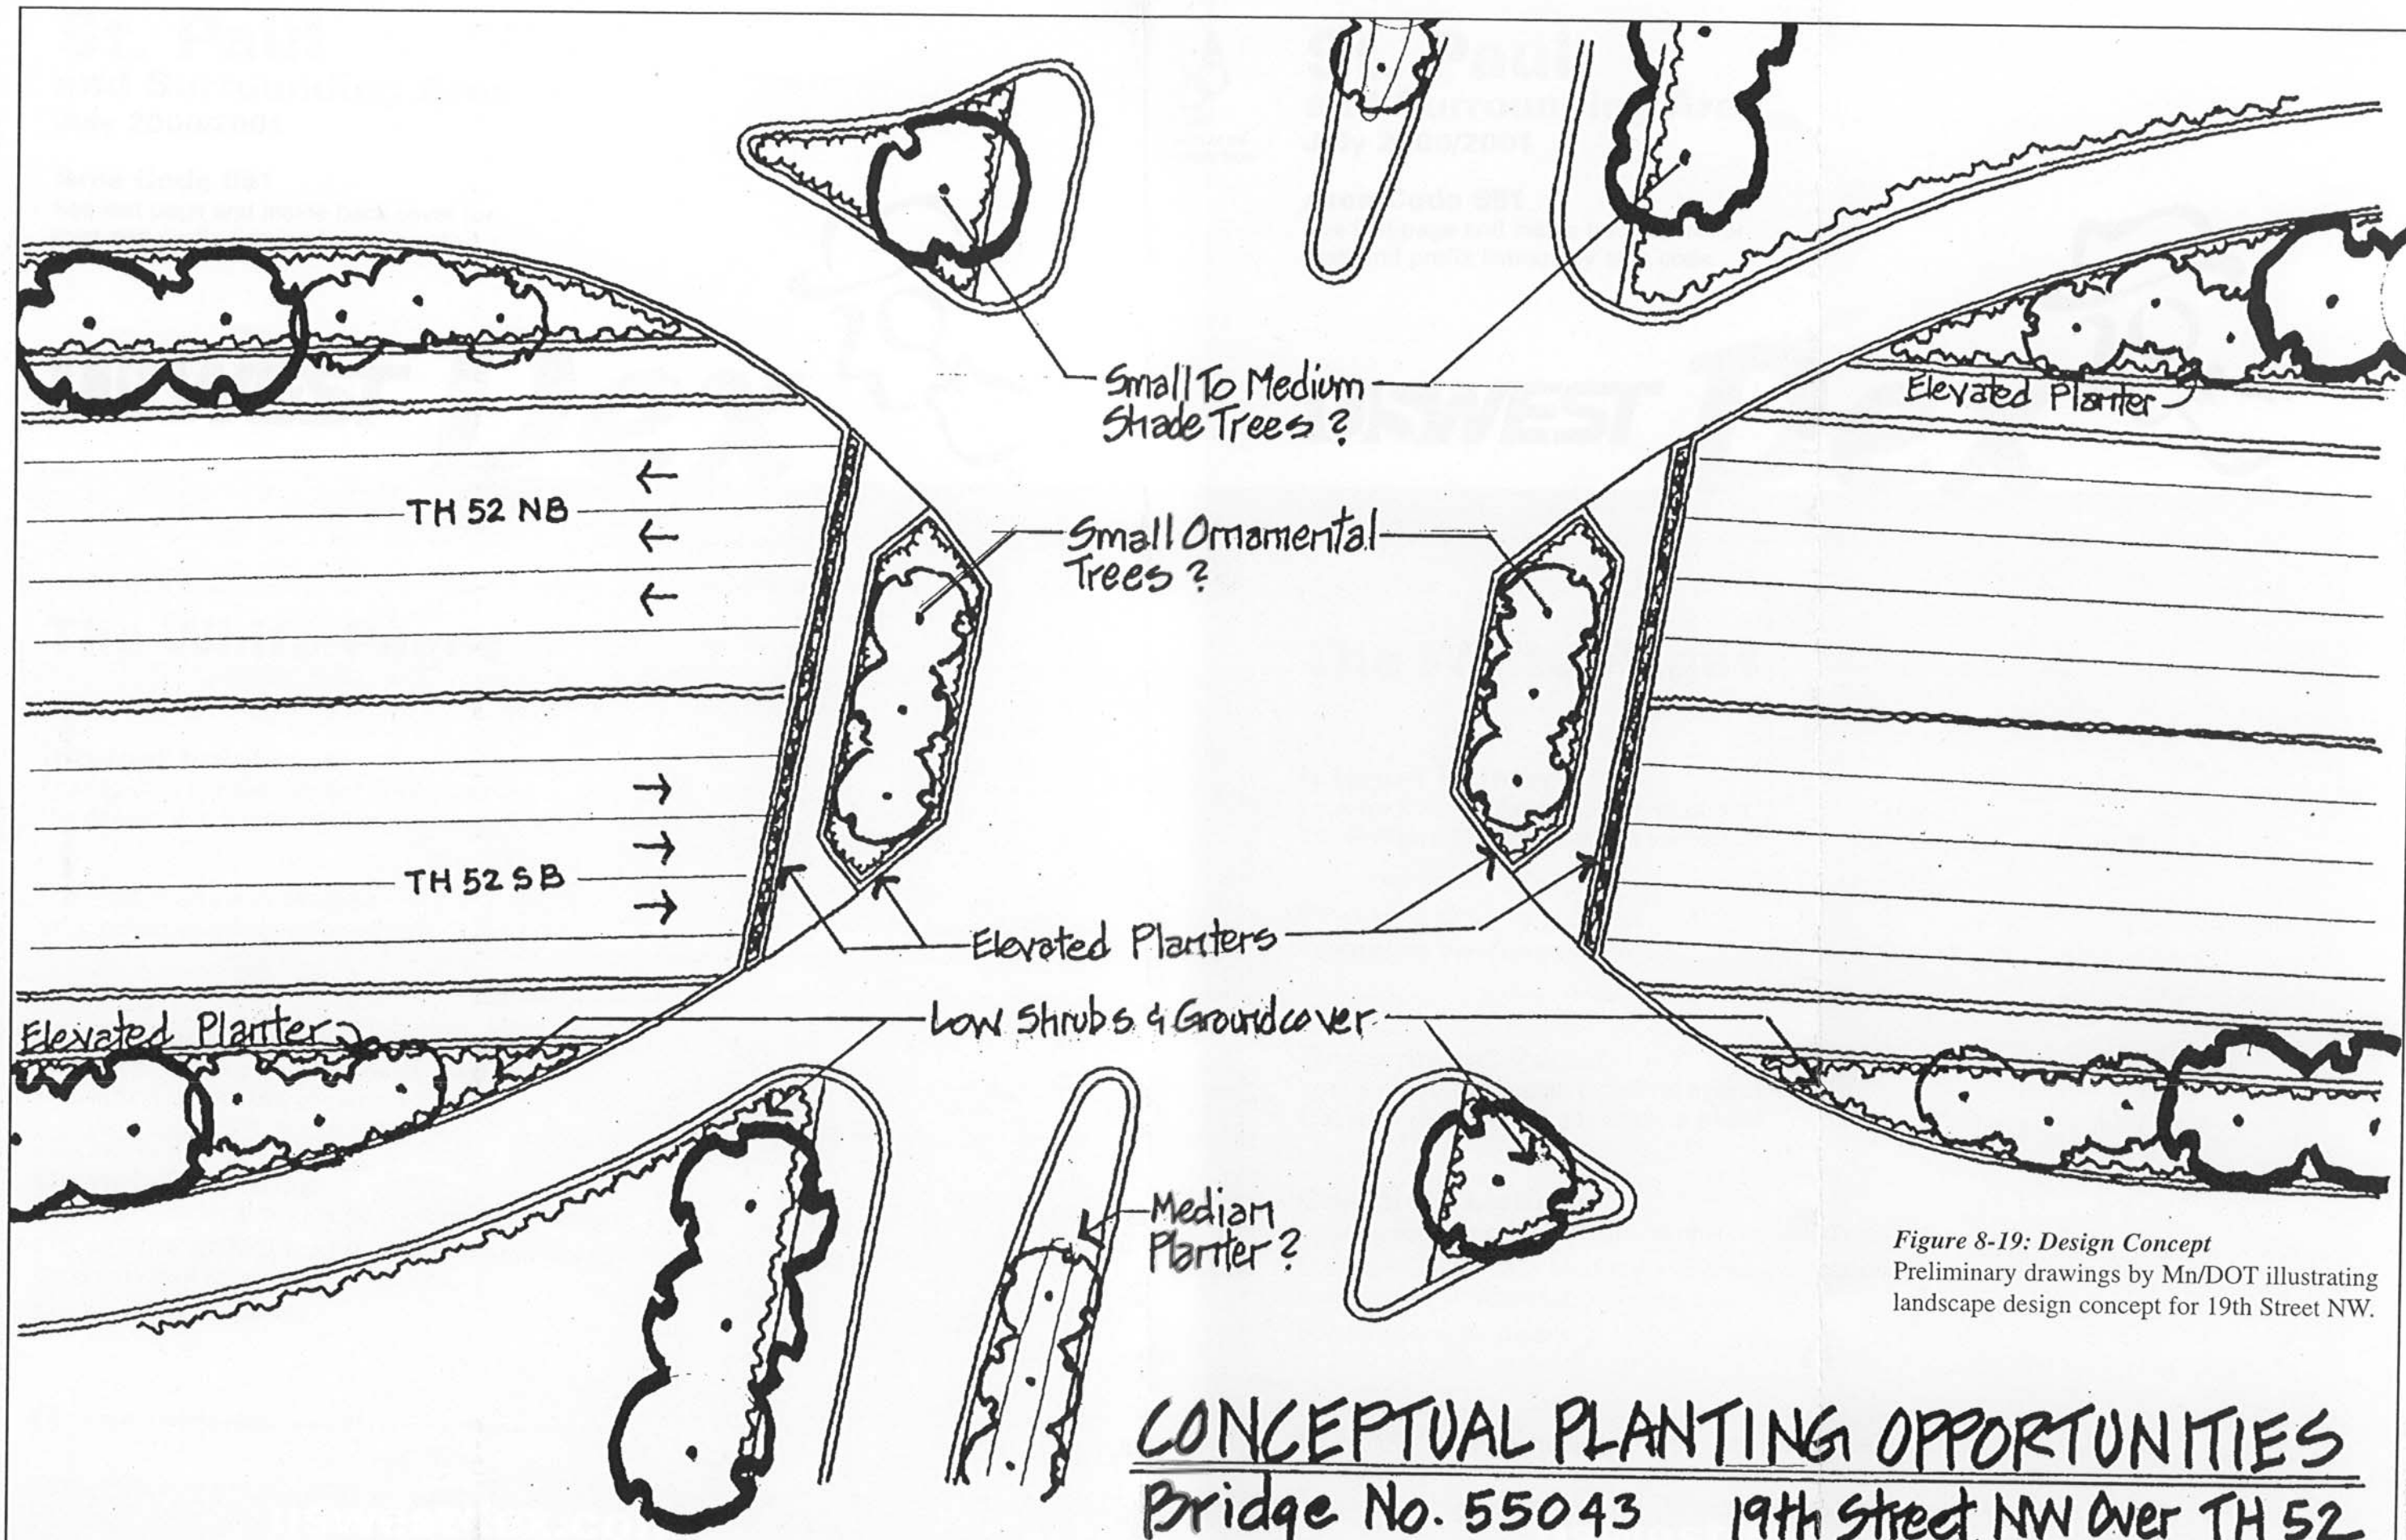 Small To Medium
Shade Trees?
Elevated Planter
TH 52 NB
Small Ornamental
Trees?
TH 52 SB
Elevated Planters
Low Shrubs & Groundcover
Elevated Planter
Median
Planter?
Figure 8-19: Design Concept
Preliminary drawings by Mn/DOT illustrating
landscape design concept for 19th Street NW.
CONCEPTUAL PLANTING OPPORTUNITIES
Bridge No. 55043 19th Street NW Over TH 52